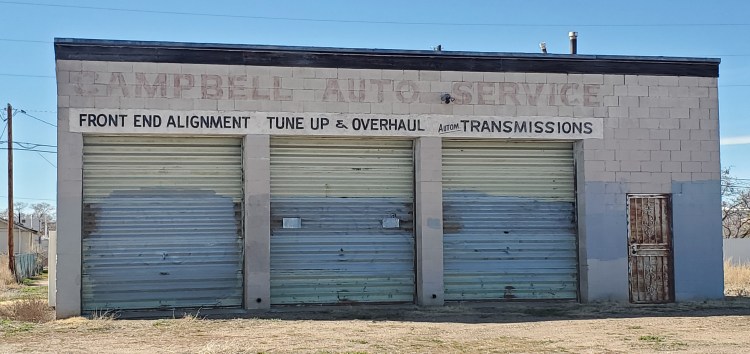 CAMPBELL AUTO SERVICE
FRONT END ALIGNMENT TUNE UP & OVERHAUL AUTOM. TRANSMISSIONS